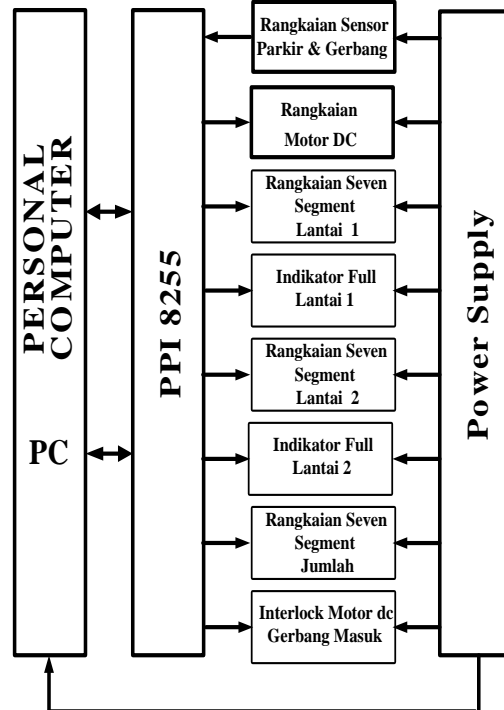 PERSONAL
COMPUTER
PC
PPI 8255
Rangkaian Sensor
Parkir & Gerbang
Rangkaian
Motor DC
Rangkaian Seven
Segment
Lantai 1
Indikator Full
Lantai 1
Rangkaian Seven
Segment
Lantai 2
Indikator Full
Lantai 2
Rangkaian Seven
Segment
Jumlah
Interlock Motor dc
Gerbang Masuk
Power Supply